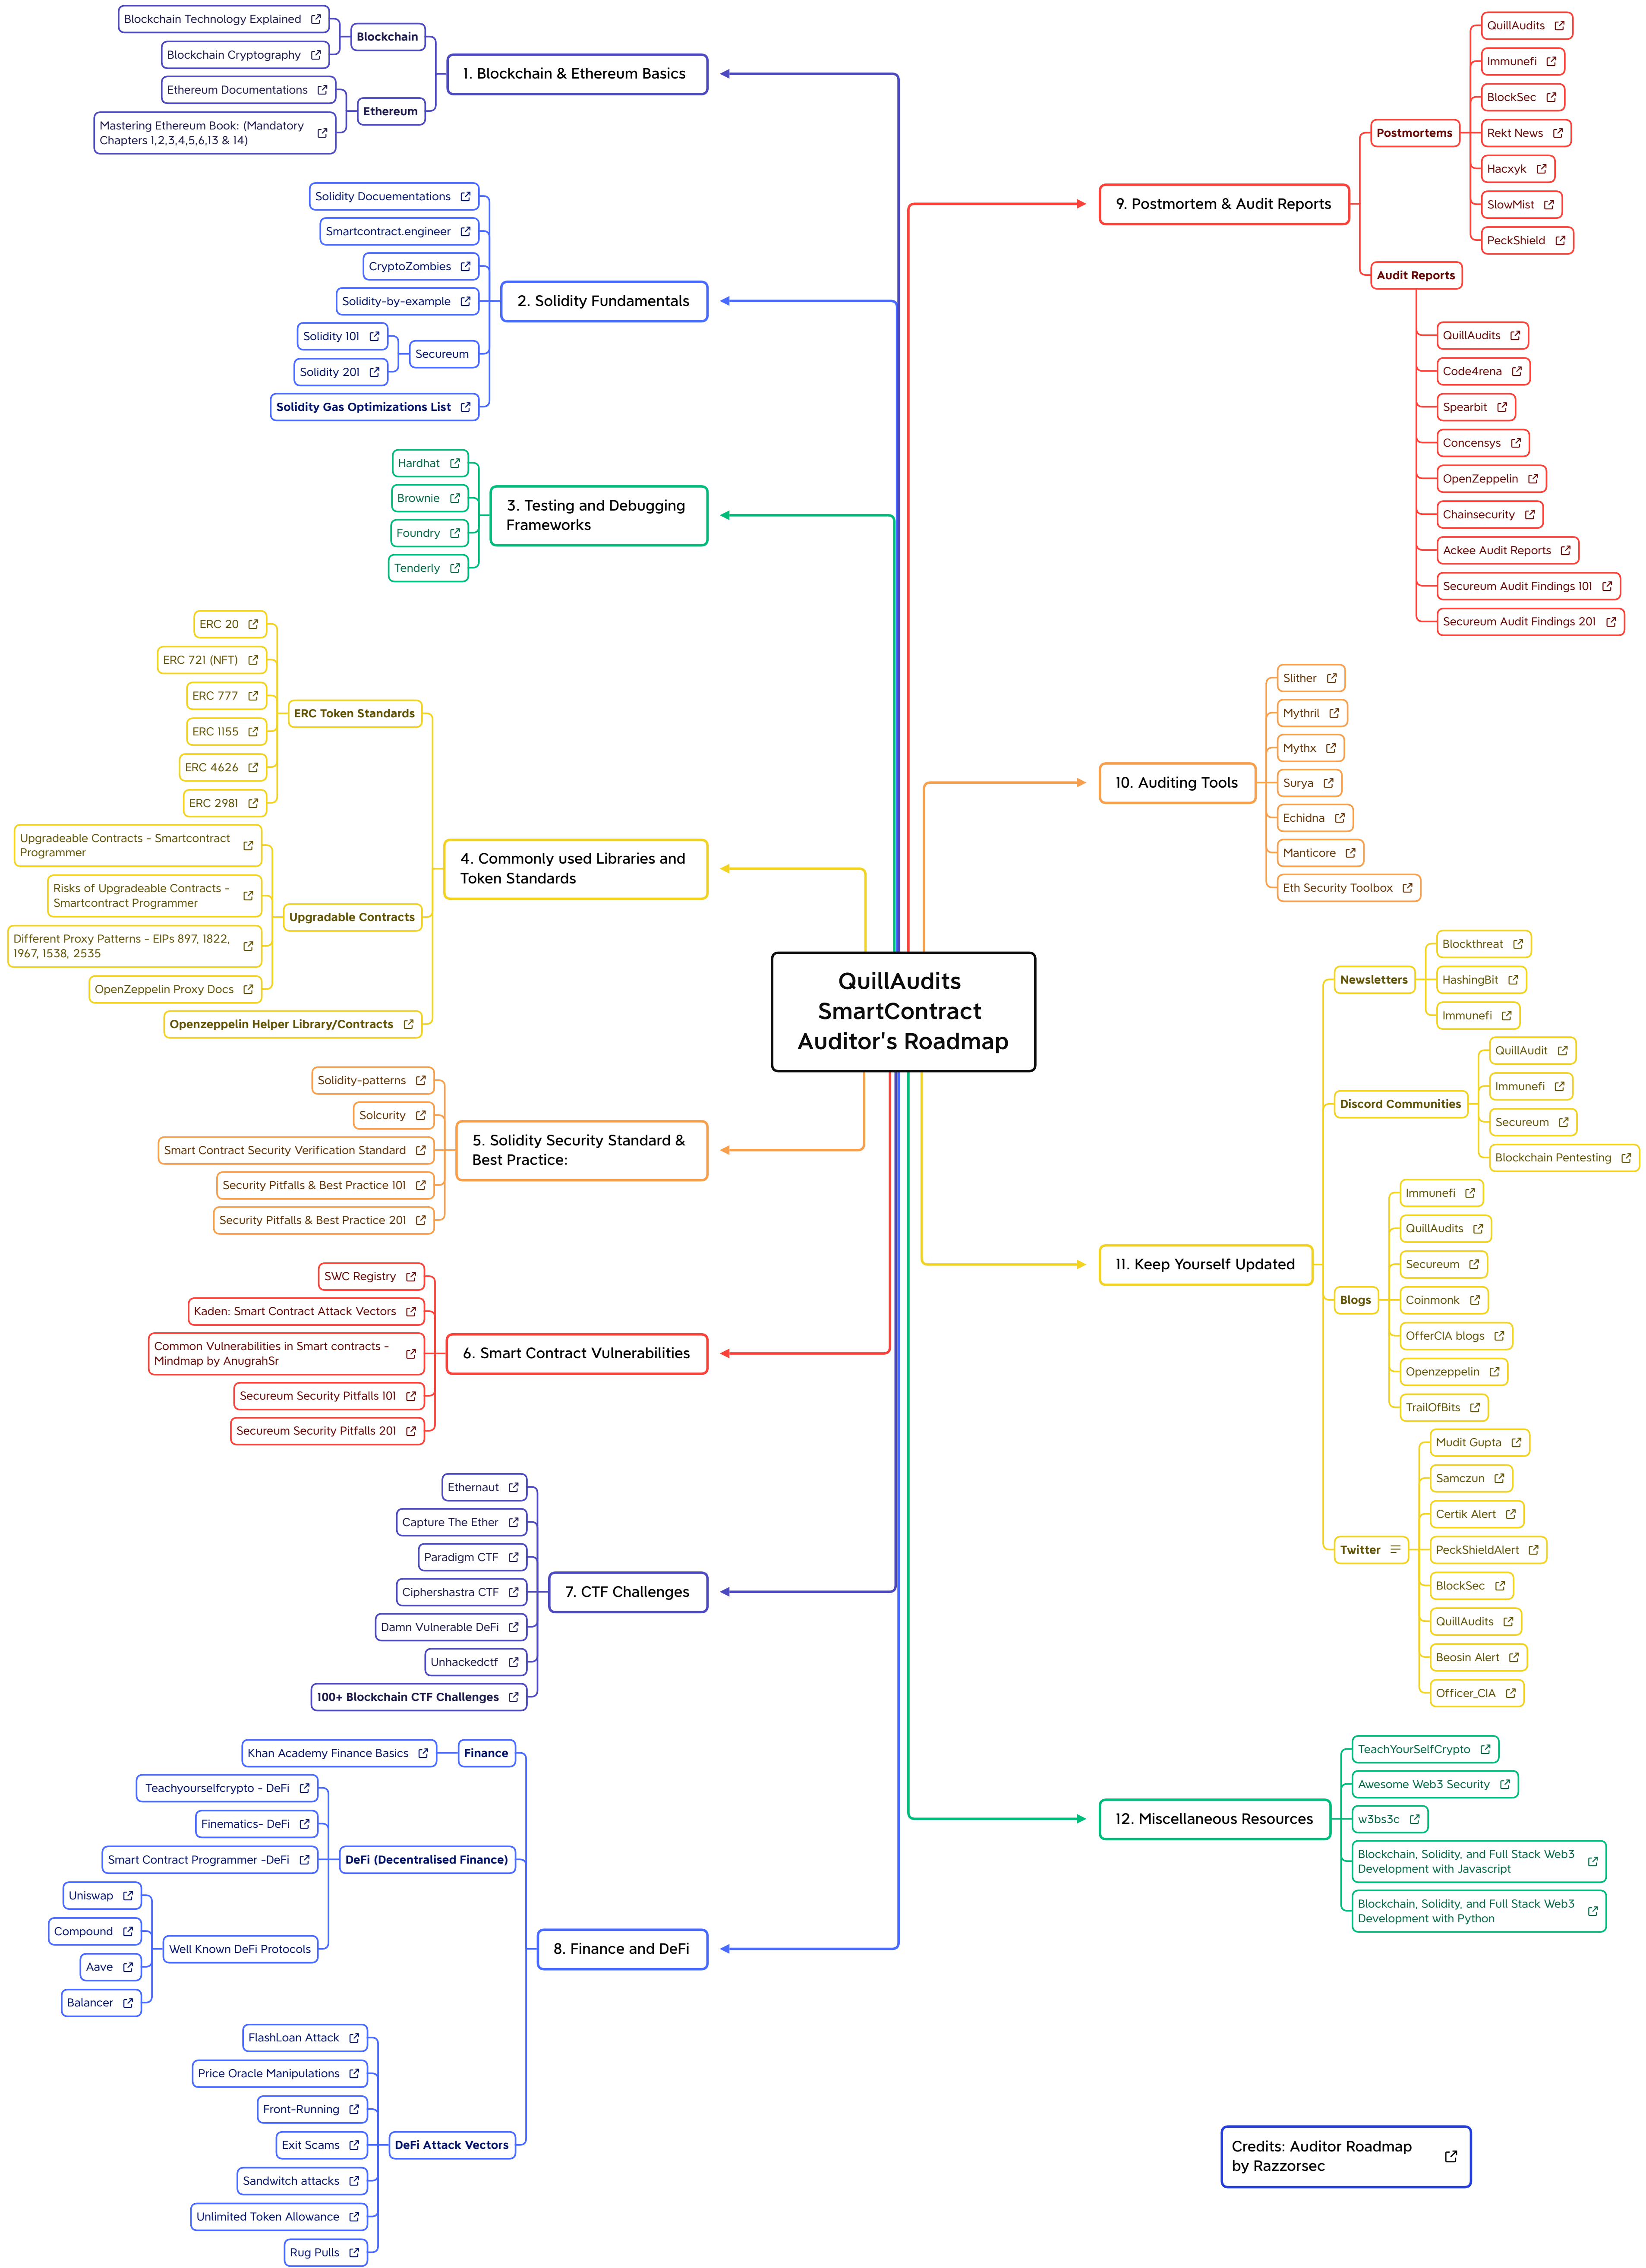 QuillAudits
SmartContract
Auditor's Roadmap
1. Blockchain & Ethereum Basics
Blockchain
Blockchain Technology Explained
Blockchain Cryptography
Ethereum
Ethereum Documentations
Mastering Ethereum Book: (Mandatory
Chapters 1,2,3,4,5,6,13 & 14)
2. Solidity Fundamentals
Solidity Docuementations
Smartcontract.engineer
CryptoZombies
Solidity-by-example
Secureum
Solidity 101
Solidity 201
Solidity Gas Optimizations List
3. Testing and Debugging
Frameworks
Hardhat
Brownie
Foundry
Tenderly
4. Commonly used Libraries and
Token Standards
ERC Token Standards
ERC 20
ERC 721 (NFT)
ERC 777
ERC 1155
ERC 4626
ERC 2981
Upgradable Contracts
Upgradeable Contracts - Smartcontract
Programmer
Risks of Upgradeable Contracts -
Smartcontract Programmer
Different Proxy Patterns - EIPs 897, 1822,
1967, 1538, 2535
OpenZeppelin Proxy Docs
Openzeppelin Helper Library/Contracts
5. Solidity Security Standard &
Best Practice:
Solidity-patterns
Solcurity
Smart Contract Security Verification Standard
Security Pitfalls & Best Practice 101
Security Pitfalls & Best Practice 201
6. Smart Contract Vulnerabilities
SWC Registry
Kaden: Smart Contract Attack Vectors
Common Vulnerabilities in Smart contracts -
Mindmap by AnugrahSr
Secureum Security Pitfalls 101
Secureum Security Pitfalls 201
7. CTF Challenges
Ethernaut
Capture The Ether
Paradigm CTF
Ciphershastra CTF
Damn Vulnerable DeFi
Unhackedctf
100+ Blockchain CTF Challenges
8. Finance and DeFi
Finance
Khan Academy Finance Basics
DeFi (Decentralised Finance)
Teachyourselfcrypto - DeFi
Finematics- DeFi
Smart Contract Programmer -DeFi
Well Known DeFi Protocols
Uniswap
Compound
Aave
Balancer
DeFi Attack Vectors
FlashLoan Attack
Price Oracle Manipulations
Front-Running
Exit Scams
Sandwitch attacks
Unlimited Token Allowance
Rug Pulls
9. Postmortem & Audit Reports
Postmortems
QuillAudits
Immunefi
BlockSec
Rekt News
Hacxyk
SlowMist
PeckShield
Audit Reports
QuillAudits
Code4rena
Spearbit
Concensys
OpenZeppelin
Chainsecurity
Ackee Audit Reports
Secureum Audit Findings 101
Secureum Audit Findings 201
10. Auditing Tools
Slither
Mythril
Mythx
Surya
Echidna
Manticore
Eth Security Toolbox
11. Keep Yourself Updated
Newsletters
Blockthreat
HashingBit
Immunefi
Discord Communities
QuillAudit
Immunefi
Secureum
Blockchain Pentesting
Blogs
Immunefi
QuillAudits
Secureum
Coinmonk
OfferCIA blogs
Openzeppelin
TrailOfBits
Twitter
Mudit Gupta
Samczun
Certik Alert
PeckShieldAlert
BlockSec
QuillAudits
Beosin Alert
Officer_CIA
12. Miscellaneous Resources
TeachYourSelfCrypto
Awesome Web3 Security
w3bs3c
Blockchain, Solidity, and Full Stack Web3
Development with Javascript
Blockchain, Solidity, and Full Stack Web3
Development with Python
Credits: Auditor Roadmap
by Razzorsec